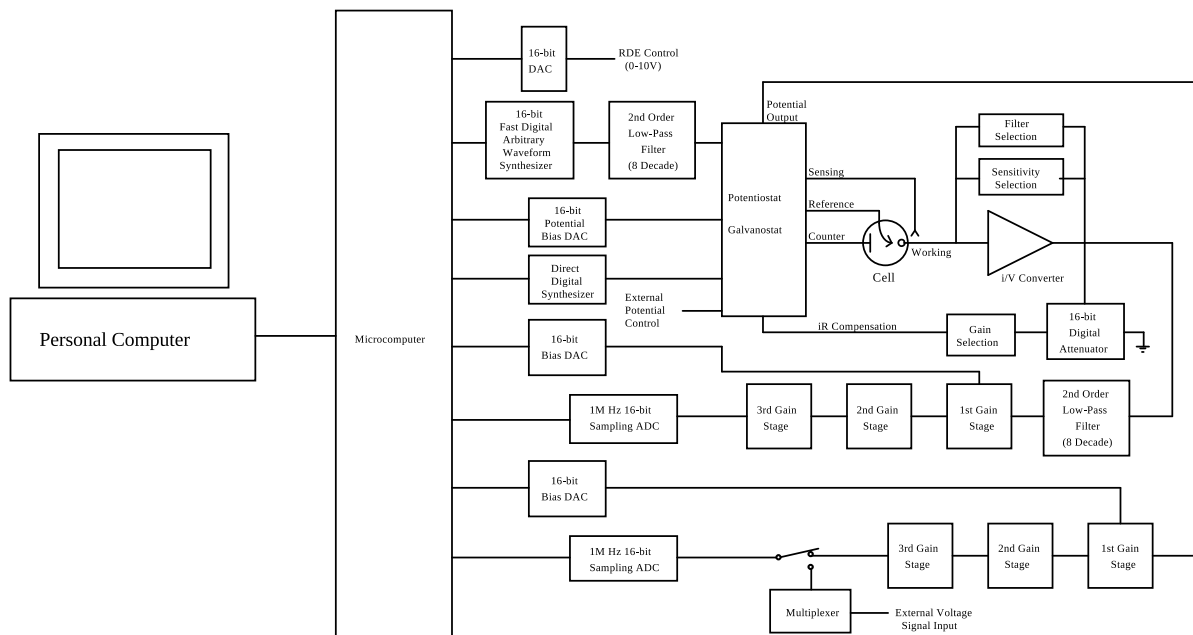 16-bit
DAC
RDE Control
(0-10V)
16-bit
Fast Digital
Arbitrary
Waveform
Synthesizer
2nd Order
Low-Pass
Filter
(8 Decade)
Potential
Output
Filter
Selection
Sensitivity
Selection
Sensing
Potentiostat
Galvanostat
Reference
Counter
Working
Cell
i/V Converter
16-bit
Potential
Bias DAC
Direct
Digital
Synthesizer
External
Potential
Control
iR Compensation
Gain
Selection
16-bit
Digital
Attenuator
Personal Computer
Microcomputer
16-bit
Bias DAC
1M Hz 16-bit
Sampling ADC
3rd Gain
Stage
2nd Gain
Stage
1st Gain
Stage
2nd Order
Low-Pass
Filter
(8 Decade)
16-bit
Bias DAC
1M Hz 16-bit
Sampling ADC
3rd Gain
Stage
2nd Gain
Stage
1st Gain
Stage
Multiplexer
External Voltage
Signal Input